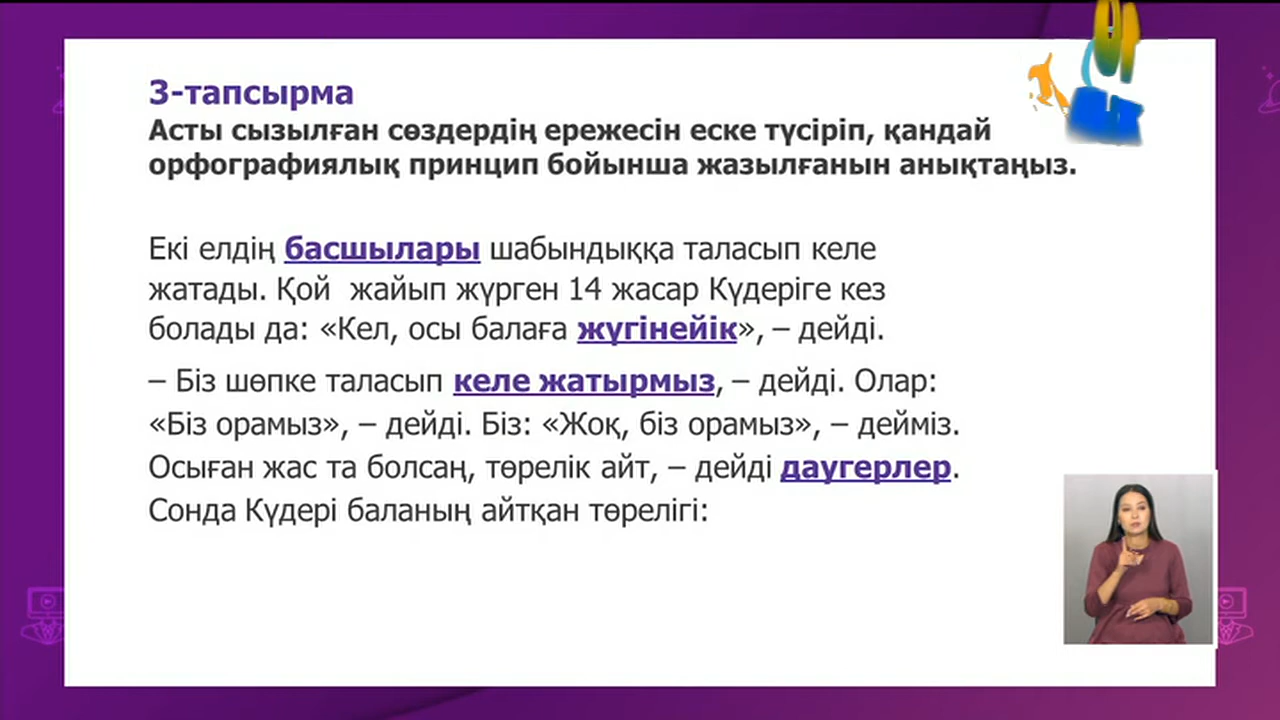 3-тапсырма
Асты сызылған сөздердің ережесін еске түсіріп, қандай
орфографиялық принцип бойынша жазылғанын анықтаңыз.
Екі елдің басшылары шабындыққа таласып келе
жатады. Қой жайып жүрген 14 жасар Күдеріге кез
болады да: «Кел, осы балаға жүгінейік», – дейді.
– Біз шөпке таласып келе жатырмыз, – дейді. Олар:
«Біз орамыз», – дейді. Біз: «Жоқ, біз орамыз», – дейміз.
Осыған жас та болсаң, төрелік айт, – дейді даугерлер.
Сонда Күдері баланың айтқан төрелігі: